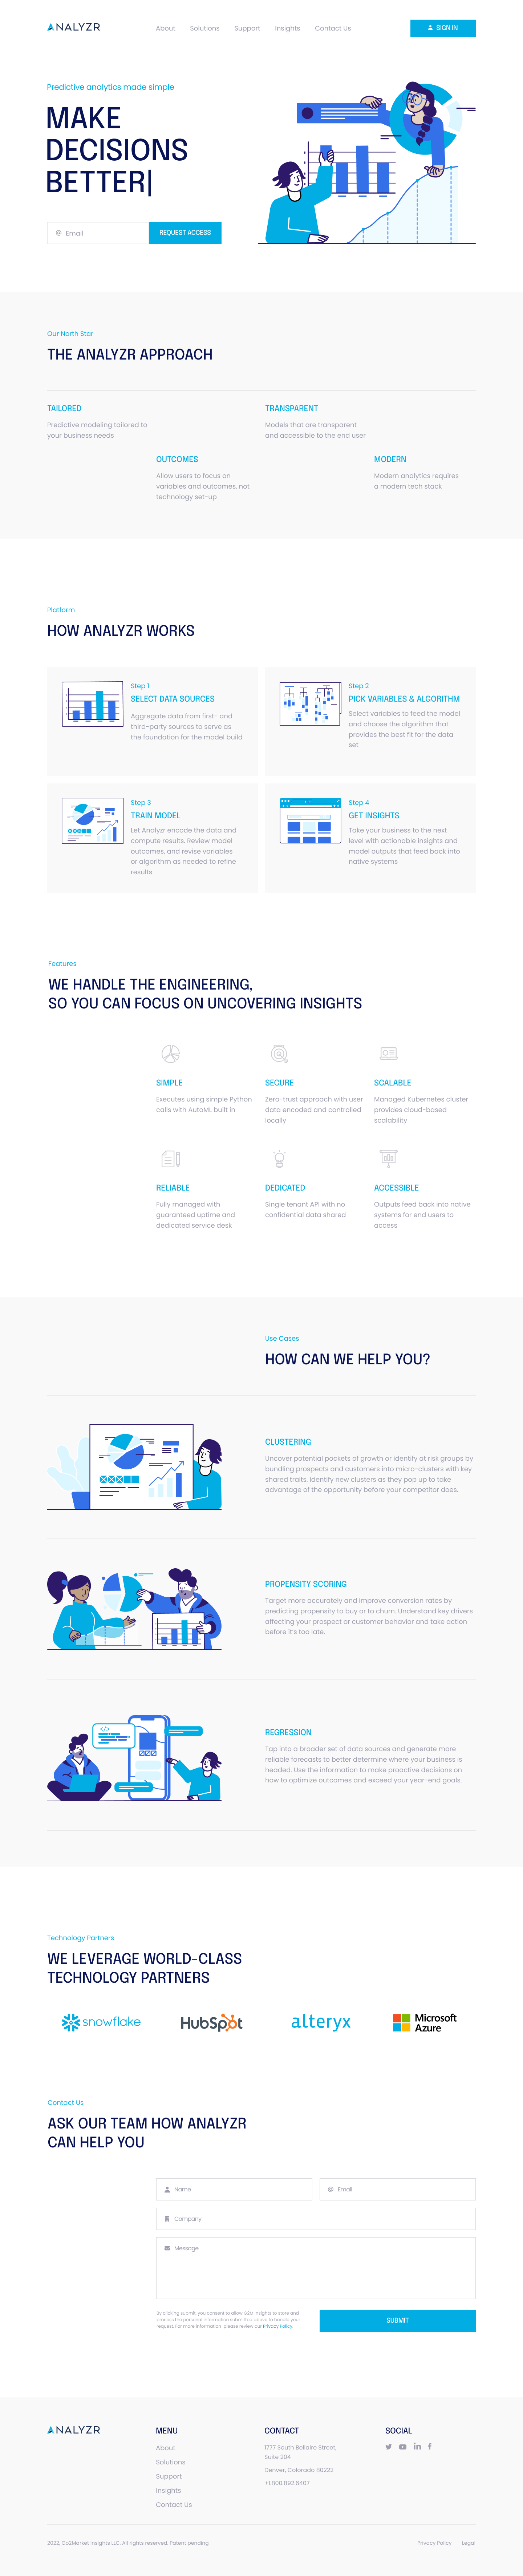 ANALYZR
About
Solutions
Support
Insights
Contact Us
SIGN IN
Predictive analytics made simple
MAKE
DECISIONS
BETTER|
Email
REQUEST ACCESS
Our North Star
THE ANALYZR APPROACH
TAILORED
Predictive modeling tailored to
your business needs
TRANSPARENT
Models that are transparent
and accessible to the end user
OUTCOMES
Allow users to focus on
variables and outcomes, not
technology set-up
MODERN
Modern analytics requires
a modern tech stack
Platform
HOW ANALYZR WORKS
Step 1
SELECT DATA SOURCES
Aggregate data from first- and
third-party sources to serve as
the foundation for the model build
Step 2
PICK VARIABLES & ALGORITHM
Select variables to feed the model
and choose the algorithm that
provides the best fit for the data
set
Step 3
TRAIN MODEL
Let Analyzr encode the data and
compute results. Review model
outcomes, and revise variables
or algorithm as needed to refine
results
Step 4
GET INSIGHTS
Take your business to the next
level with actionable insights and
model outputs that feed back into
native systems
Features
WE HANDLE THE ENGINEERING,
SO YOU CAN FOCUS ON UNCOVERING INSIGHTS
SIMPLE
Executes using simple Python
calls with AutoML built in
SECURE
Zero-trust approach with user
data encoded and controlled
locally
SCALABLE
Managed Kubernetes cluster
provides cloud-based
scalability
RELIABLE
Fully managed with
guaranteed uptime and
dedicated service desk
DEDICATED
Single tenant API with no
confidential data shared
ACCESSIBLE
Outputs feed back into native
systems for end users to
access
Use Cases
HOW CAN WE HELP YOU?
CLUSTERING
Uncover potential pockets of growth or identify at risk groups by
bundling prospects and customers into micro-clusters with key
shared traits. Identify new clusters as they pop up to take
advantage of the opportunity before your competitor does.
PROPENSITY SCORING
Target more accurately and improve conversion rates by
predicting propensity to buy or to churn. Understand key drivers
affecting your prospect or customer behavior and take action
before it's too late.
</>
REGRESSION
Tap into a broader set of data sources and generate more
reliable forecasts to better determine where your business is
headed. Use the information to make proactive decisions on
how to optimize outcomes and exceed your year-end goals.
Technology Partners
WE LEVERAGE WORLD-CLASS
TECHNOLOGY PARTNERS
snowflake
HubSpot
alteryx
Microsoft
Azure
Contact Us
ASK OUR TEAM HOW ANALYZR
CAN HELP YOU
Name
Email
Company
Message
By clicking submit, you consent to allow G2M Insights to store and
process the personal information submitted above to handle your
request. For more information please review our Privacy Policy.
SUBMIT
ANALYZR
MENU
About
Solutions
Support
Insights
Contact Us
CONTACT
1777 South Bellaire Street,
Suite 204
Denver, Colorado 80222
+1.800.892.6407
SOCIAL
2022, Go2Market Insights LLC. All rights reserved. Patent pending
Privacy Policy
Legal